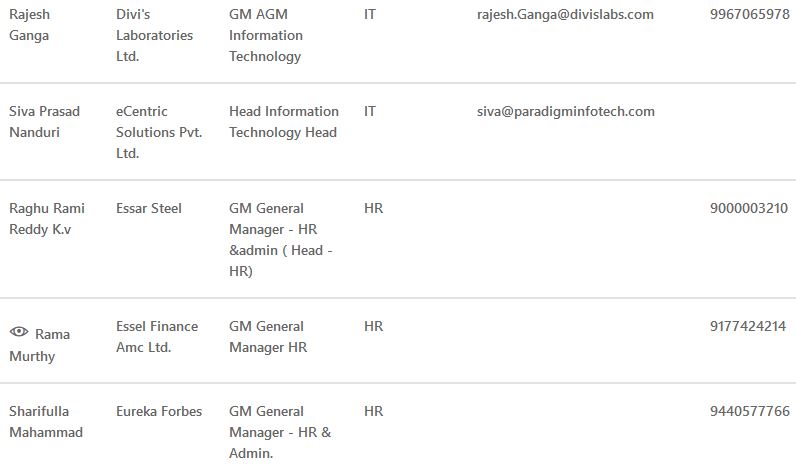 Rajesh Divi's GM AGM IT rajesh.Ganga@divislabs.com 9967065978
Ganga Laboratories Information
Ltd. Technology
Siva Prasad eCentric Head Information IT siva@paradigminfotech.com
Nanduri Solutions Pvt. Technology Head
Ltd.
Raghu Rami Essar Steel GM General HR 9000003210
Reddy K.v Manager - HR
&admin ( Head -
HR)
Rama Essel Finance GM General HR 9177424214
Murthy Amc Ltd. Manager HR
Sharifulla Eureka Forbes GM General HR 9440577766
Mahammad Manager - HR &
Admin.